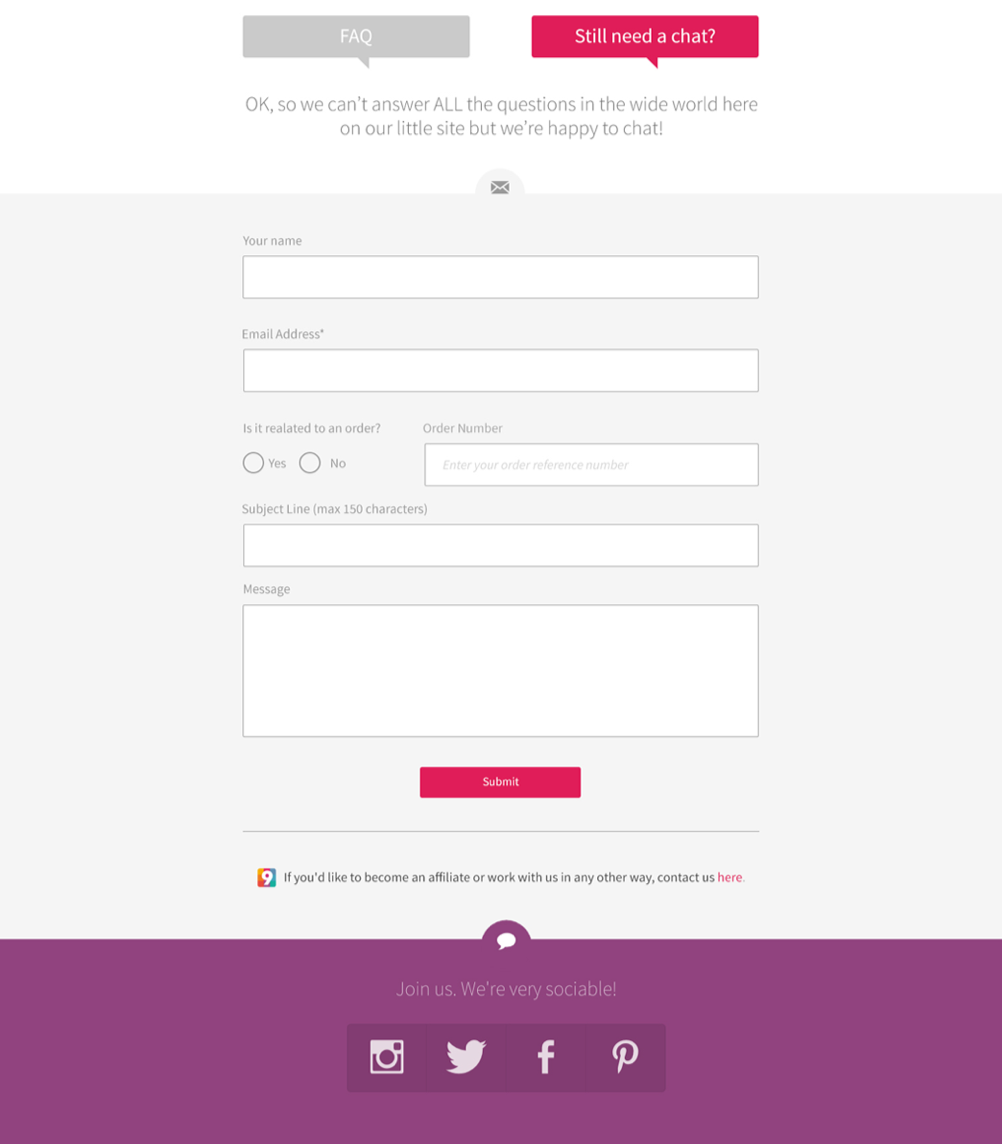 FAQ
Still need a chat?
OK, so we can't answer ALL the questions in the wide world here
on our little site but we're happy to chat!
Your name
Email Address*
Is it realated to an order?
Order Number
Yes
No
Enter your order reference number
Subject Line (max 150 characters)
Message
Submit
9 If you'd like to become an affiliate or work with us in any other way, contact us here.
Join us. We're very sociable!